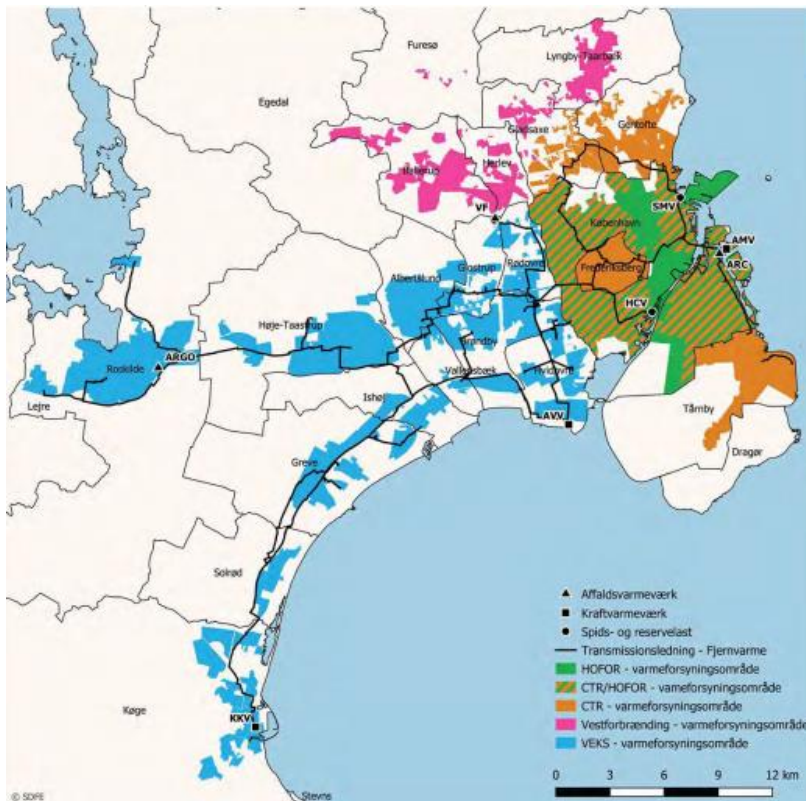 Furesø
Lyngby-Taarbæk
Egedal
Gladsaxe
Gentofte
Ballerup
Herlev
VF
SMV
København
AMV
ARC
Albertslund
Glostrup
Rødovre
Frederiksberg
HCV
Høje-Taastrup
Brøndby
ARGO
Roskilde
Vallensbæk
Hvidovre
Ishøj
Lejre
AVV
Tårnby
Dragør
Greve
Solrød
Køge
KKV
Stevns
Affaldsvarmeværk
Kraftvarmeværk
Spids- og reservelast
Transmissionsledning - Fjernvarme
HOFOR - varmeforsyningsområde
CTR/HOFOR - vameforsyningsområde
CTR - varmeforsyningsområde
Vestforbrænding - varmeforsyningsområde
VEKS - varmeforsyningsområde
0 3 6 9 12 km
© SDFE